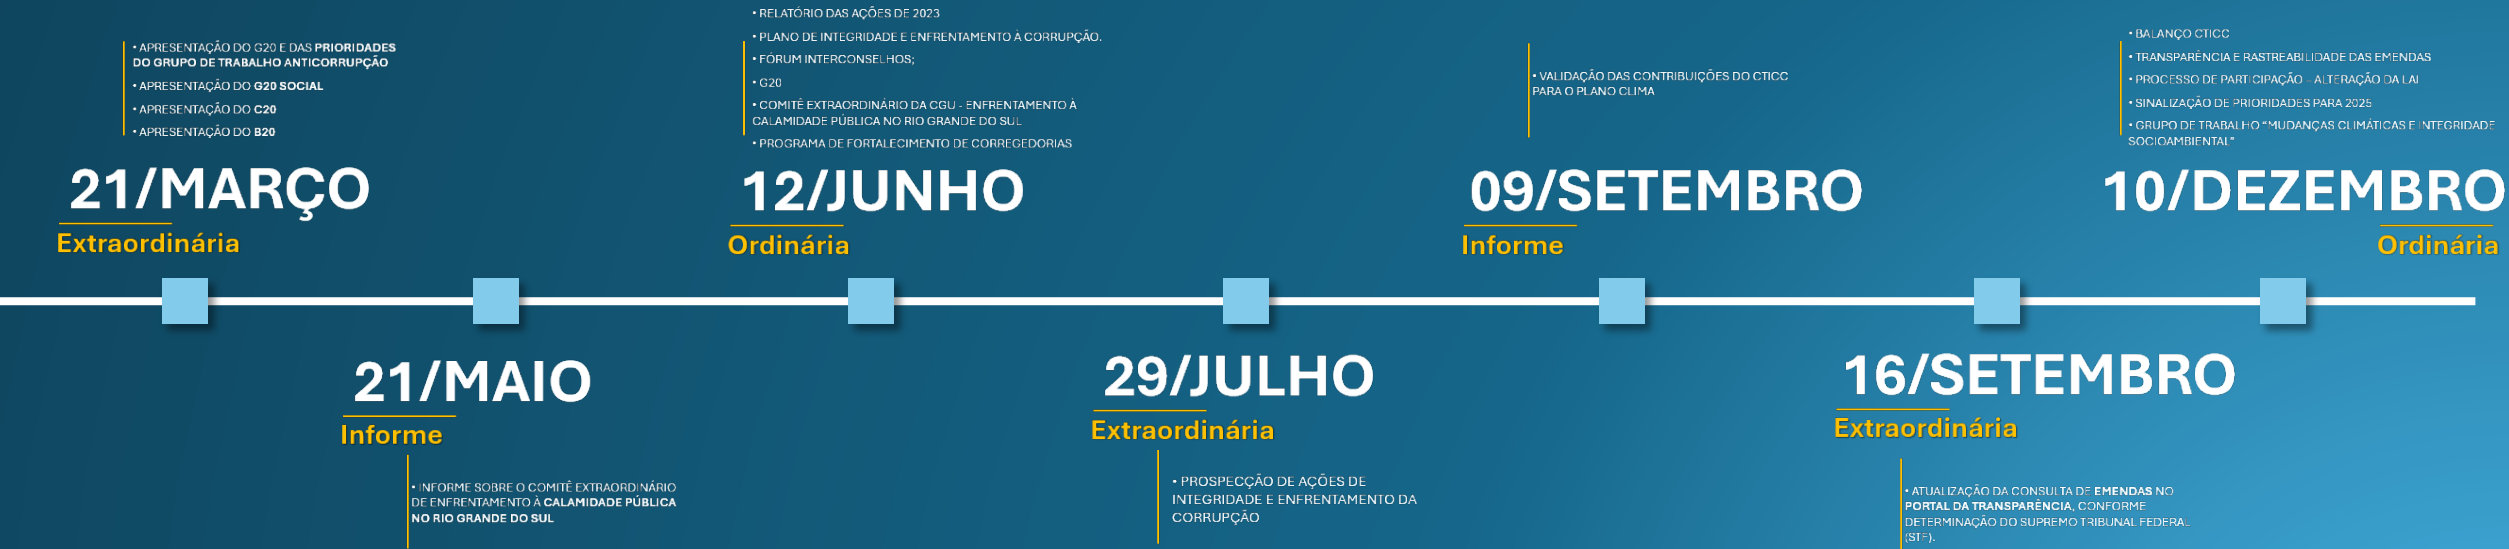 • APRESENTAÇÃO DO G20 E DAS PRIORIDADES
DO GRUPO DE TRABALHO ANTICORRUPÇÃO
• APRESENTAÇÃO DO G20 SOCIAL
• APRESENTAÇÃO DO C20
• APRESENTAÇÃO DO B20
21/MARÇO
Extraordinária
21/MAIO
Informe
• INFORME SOBRE O COMITÊ EXTRAORDINÁRIO
DE ENFRENTAMENTO À CALAMIDADE PÚBLICA
NO RIO GRANDE DO SUL
• RELATÓRIO DAS AÇÕES DE 2023
• PLANO DE INTEGRIDADE E ENFRENTAMENTO À CORRUPÇÃO.
• FÓRUM INTERCONSELHOS;
• G20
• COMITÊ EXTRAORDINÁRIO DA CGU - ENFRENTAMENTO À
CALAMIDADE PÚBLICA NO RIO GRANDE DO SUL
• PROGRAMA DE FORTALECIMENTO DE CORREGEDORIAS
12/JUNHO
Ordinária
29/JULHO
Extraordinária
• PROSPECÇÃO DE AÇÕES DE
INTEGRIDADE E ENFRENTAMENTO DA
CORRUPÇÃO
• VALIDAÇÃO DAS CONTRIBUIÇÕES DO CTICC
PARA O PLANO CLIMA
09/SETEMBRO
Informe
16/SETEMBRO
Extraordinária
• ATUALIZAÇÃO DA CONSULTA DE EMENDAS NO
PORTAL DA TRANSPARÊNCIA, CONFORME
DETERMINAÇÃO DO SUPREMO TRIBUNAL FEDERAL
(STF).
• BALANÇO CTICC
• TRANSPARÊNCIA E RASTREABILIDADE DAS EMENDAS
• PROCESSO DE PARTICIPAÇÃO – ALTERAÇÃO DA LAI
• SINALIZAÇÃO DE PRIORIDADES PARA 2025
• GRUPO DE TRABALHO “MUDANÇAS CLIMÁTICAS E INTEGRIDADE
SOCIOAMBIENTAL"
10/DEZEMBRO
Ordinária